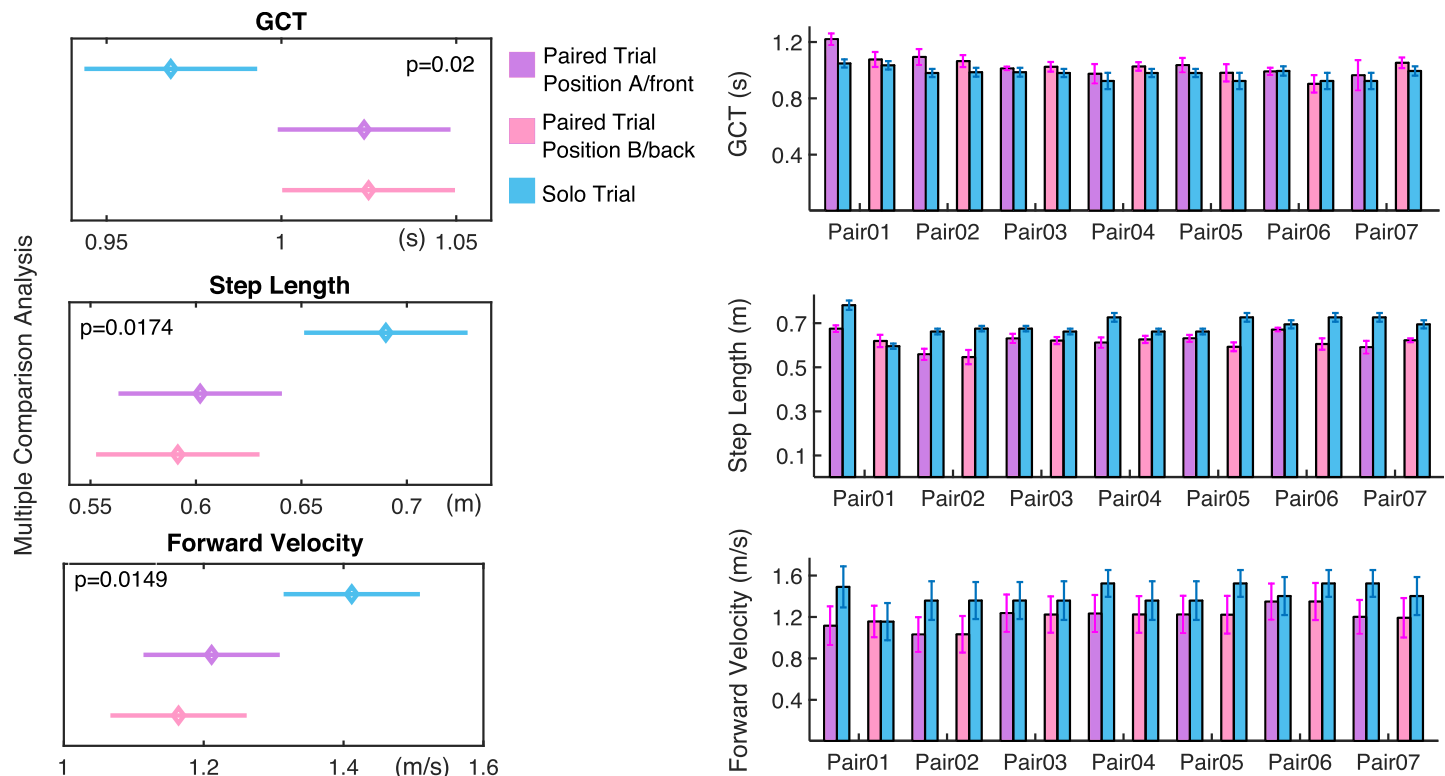 Multiple Comparison Analysis
GCT
p=0.02
0.95
1
(s)
1.05
Paired Trial
Position A/front
Paired Trial
Position B/back
Solo Trial
Step Length
p=0.0174
0.55
0.6
0.65
0.7
(m)
Forward Velocity
p=0.0149
1
1.2
1.4
(m/s)
1.6
GCT (s)
1.2
0.8
0.4
Pair01
Pair02
Pair03
Pair04
Pair05
Pair06
Pair07
Step Length (m)
0.7
0.5
0.3
0.1
Pair01
Pair02
Pair03
Pair04
Pair05
Pair06
Pair07
Forward Velocity (m/s)
1.6
1.2
0.8
0.4
Pair01
Pair02
Pair03
Pair04
Pair05
Pair06
Pair07